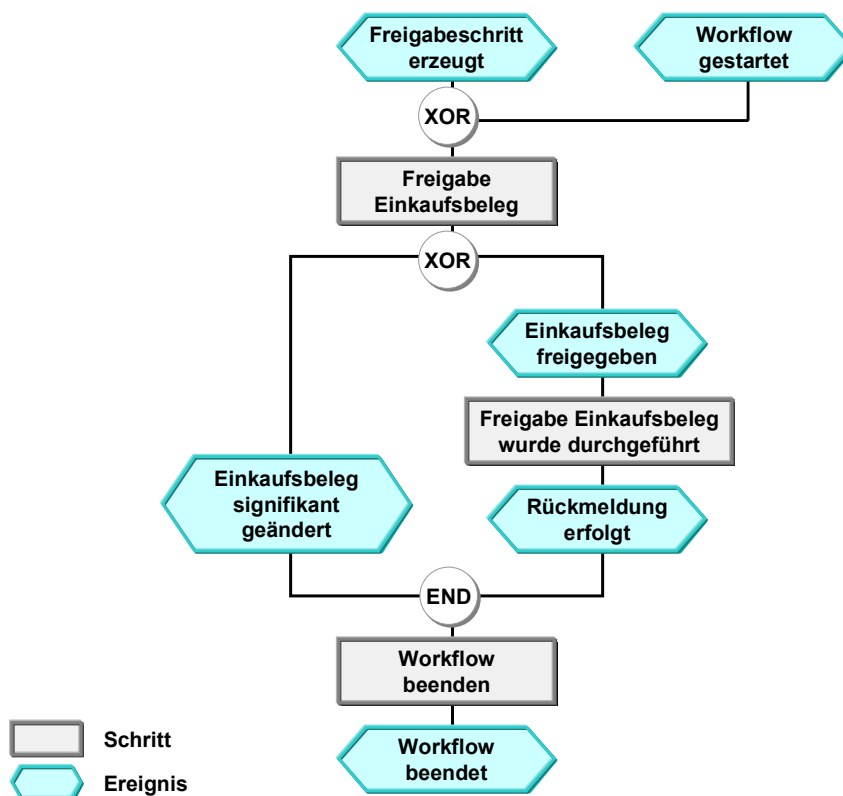 Freigabeschritt
erzeugt
Workflow
gestartet
XOR
Freigabe
Einkaufsbeleg
XOR
Einkaufsbeleg
freigegeben
Freigabe Einkaufsbeleg
wurde durchgeführt
Einkaufsbeleg
signifikant
geändert
Rückmeldung
erfolgt
END
Workflow
beenden
Workflow
beendet
Schritt
Ereignis